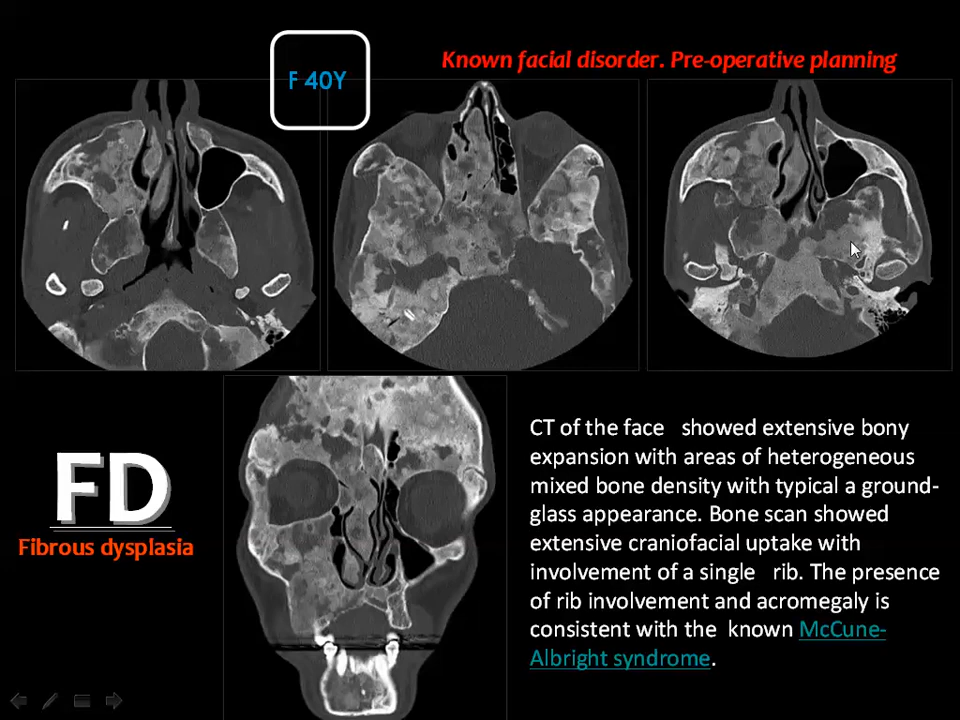 F 40Y
Known facial disorder. Pre-operative planning
FD
Fibrous dysplasia
CT of the face showed extensive bony
expansion with areas of heterogeneous
mixed bone density with typical a ground-
glass appearance. Bone scan showed
extensive craniofacial uptake with
involvement of a single rib. The presence
of rib involvement and acromegaly is
consistent with the known McCune-
Albright syndrome.